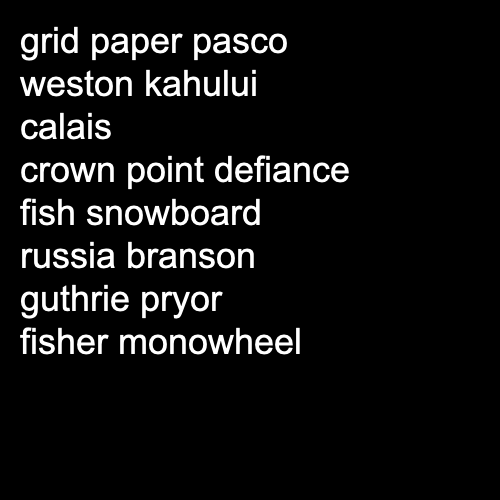 grid paper pasco
weston kahului
calais
crown point defiance
fish snowboard
russia branson
guthrie pryor
fisher monowheel